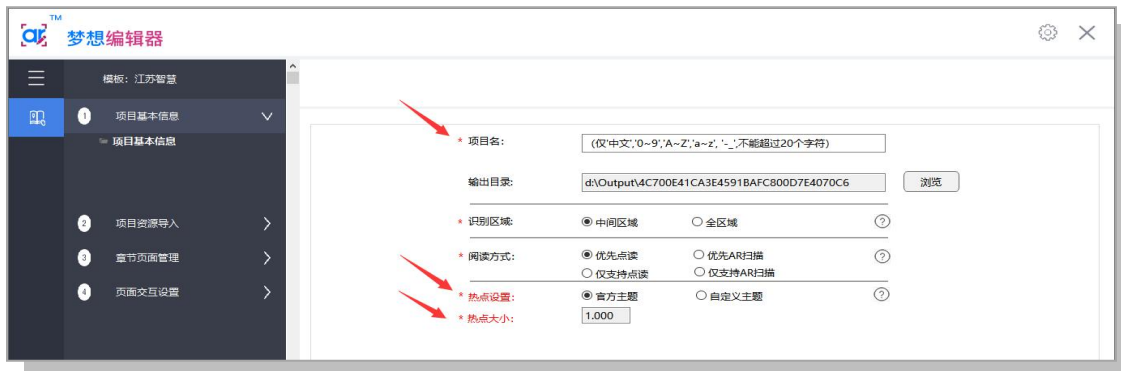 ar TM 梦想编辑器
模板：江苏智慧
1 项目基本信息
项目基本信息
2 项目资源导入
3 章节页面管理
4 页面交互设置
* 项目名： (仅'中文','0~9','A~Z','a~z', '-_',不能超过20个字符)
输出目录: d:\Output\4C700E41CA3E4591BAFC800D7E4070C6 浏览
* 识别区域: 中间区域 全区域 ?
* 阅读方式: 优先点读 优先AR扫描 ?
仅支持点读 仅支持AR扫描
* 热点设置: 官方主题 自定义主题 ?
* 热点大小: 1.000